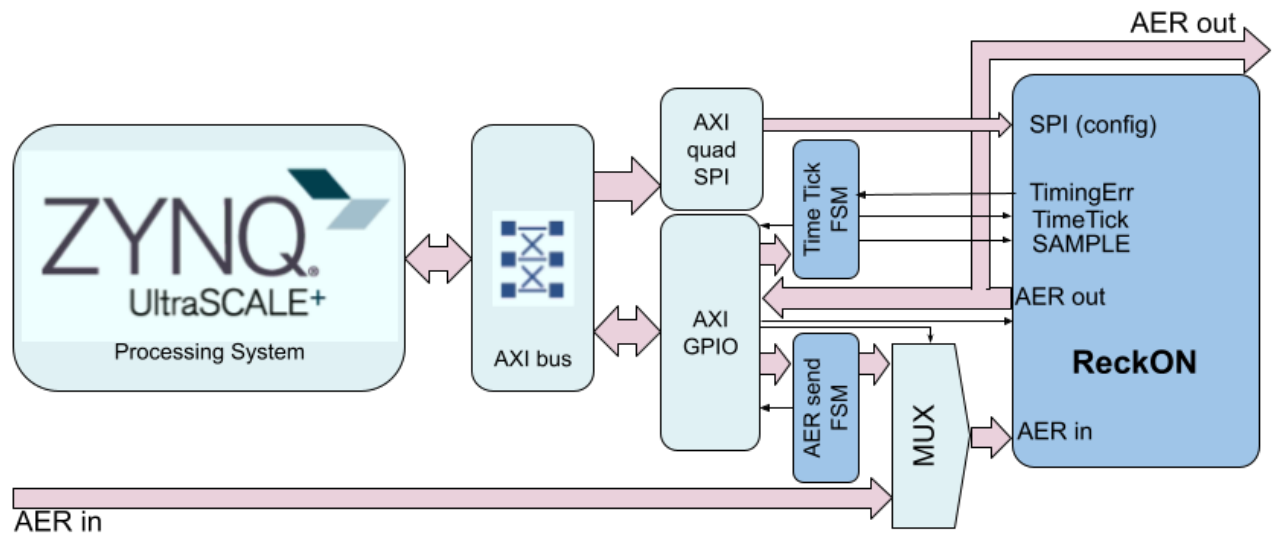 AER out
AXI
quad
SPI
SPI (config)
ZYNQ®
UltraSCALE+
Processing System
AXI bus
Time Tick
FSM
TimingErr
TimeTick
SAMPLE
AER out
AXI
GPIO
AER send
FSM
MUX
ReckON
AER in
AER in